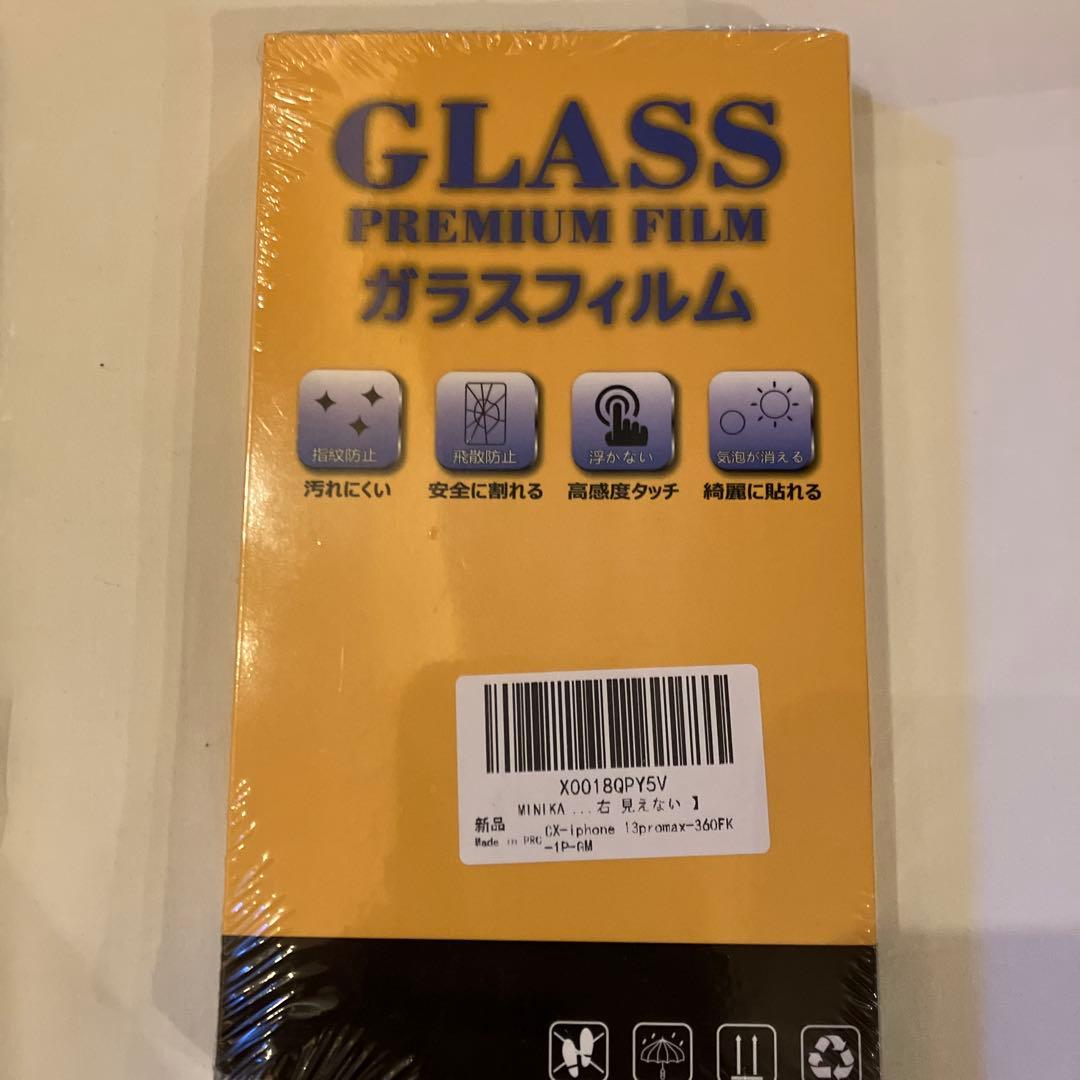 GLASS
PREMIUM FILM
ガラスフィルム
指紋防止 飛散防止 浮かない 気泡が消える
汚れにくい 安全に割れる 高感度タッチ 綺麗に貼れる
X0018QPY5V
MINIKA ...右 見えない 】
新品 CX-iphone 13promax-360FK
Made in PRC -1P-GM